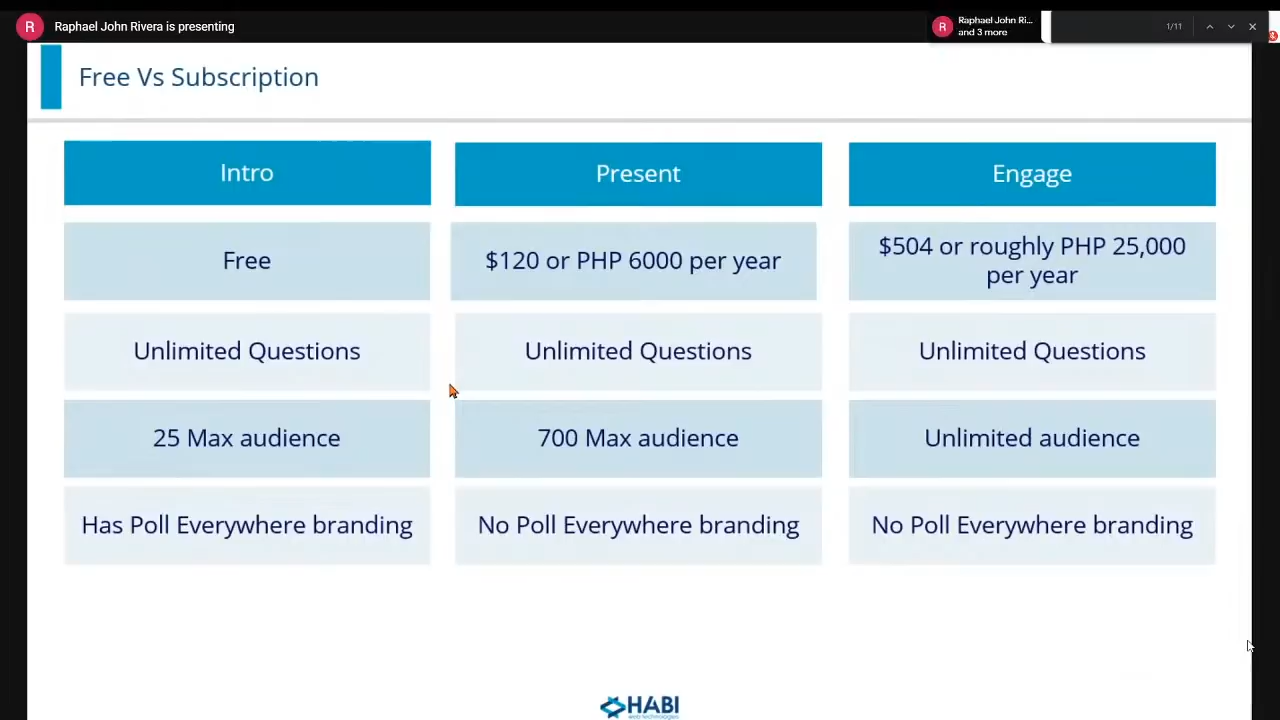 R
Raphael John Rivera is presenting
R
Raphael John Ri...
and 3 more
1/11
Free Vs Subscription
Intro
Present
Engage
Free
$120 or PHP 6000 per year
$504 or roughly PHP 25,000
per year
Unlimited Questions
Unlimited Questions
Unlimited Questions
25 Max audience
700 Max audience
Unlimited audience
Has Poll Everywhere branding
No Poll Everywhere branding
No Poll Everywhere branding
HABI
web technologies